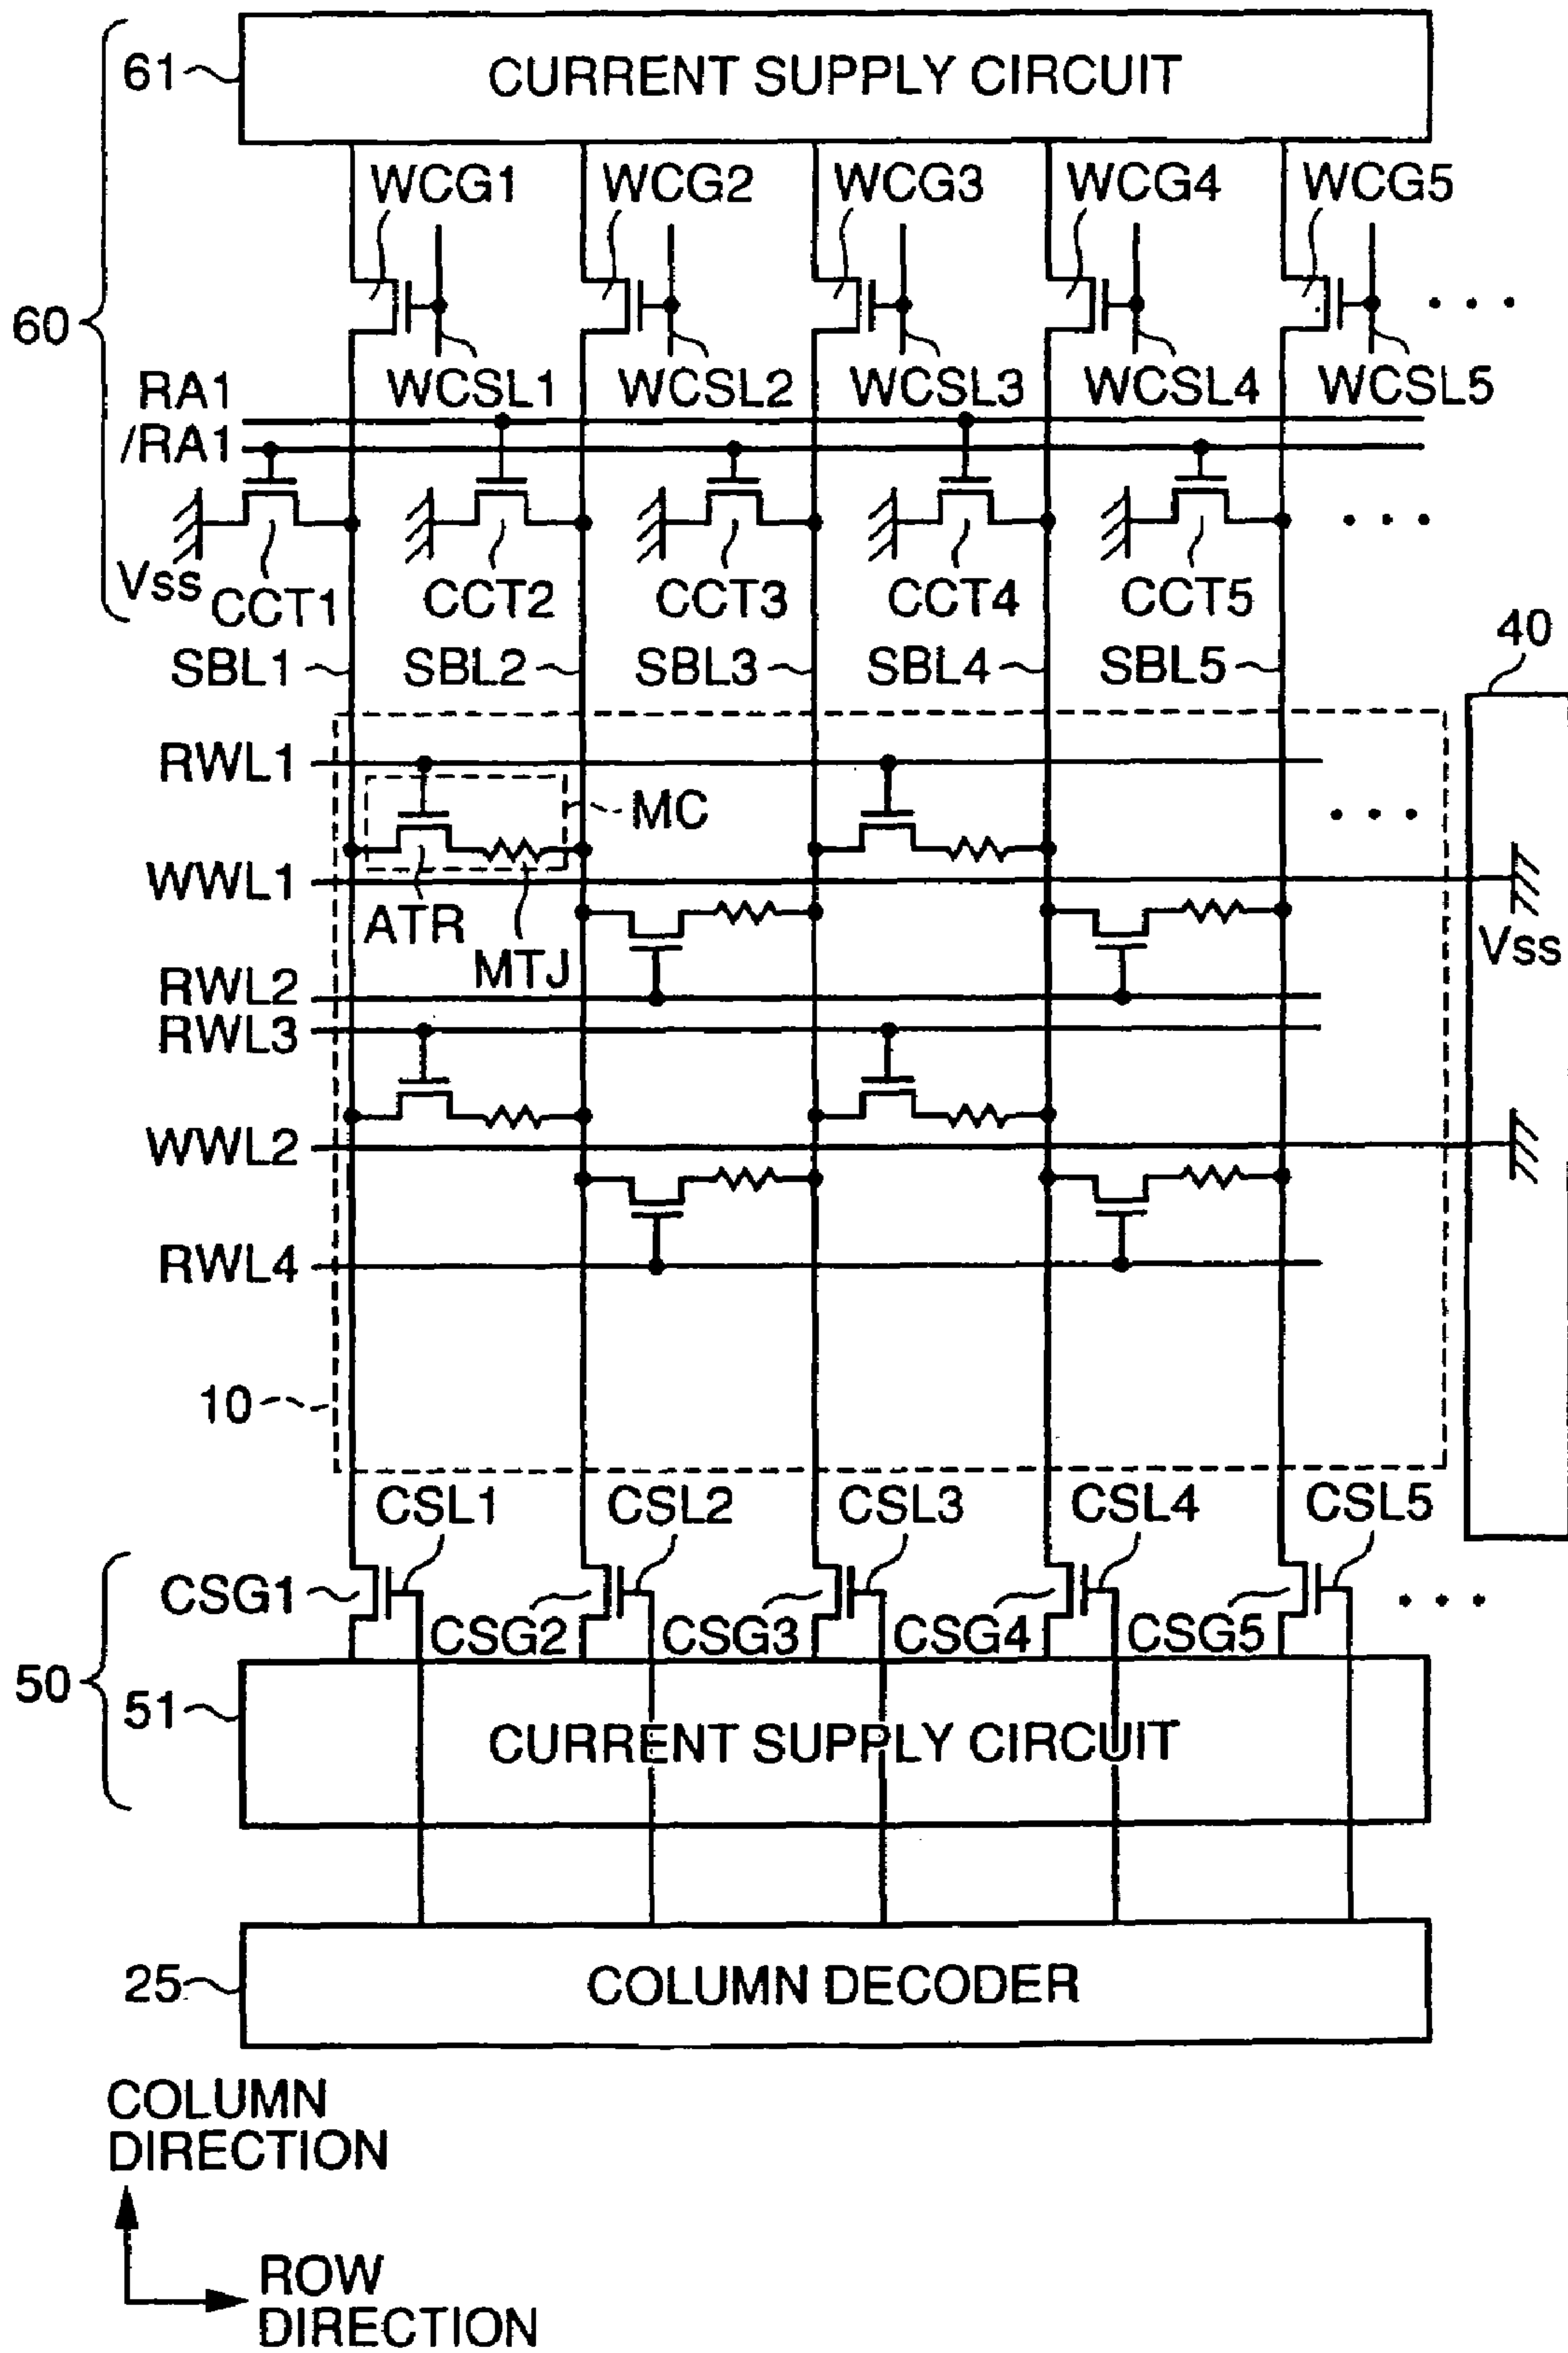 61
CURRENT SUPPLY CIRCUIT
WCG1 WCG2 WCG3 WCG4 WCG5
60
. . .
WCSL1 WCSL2 WCSL3 WCSL4 WCSL5
RA1
/RA1
. . .
Vss
CCT1 CCT2 CCT3 CCT4 CCT5
40
SBL1 SBL2 SBL3 SBL4 SBL5
RWL1
MC
. . .
WWL1
ATR
MTJ
Vss
RWL2
RWL3
WWL2
RWL4
10
CSL1 CSL2 CSL3 CSL4 CSL5
CSG1 CSG2 CSG3 CSG4 CSG5
. . .
50
51
CURRENT SUPPLY CIRCUIT
25
COLUMN DECODER
COLUMN
DIRECTION
ROW
DIRECTION